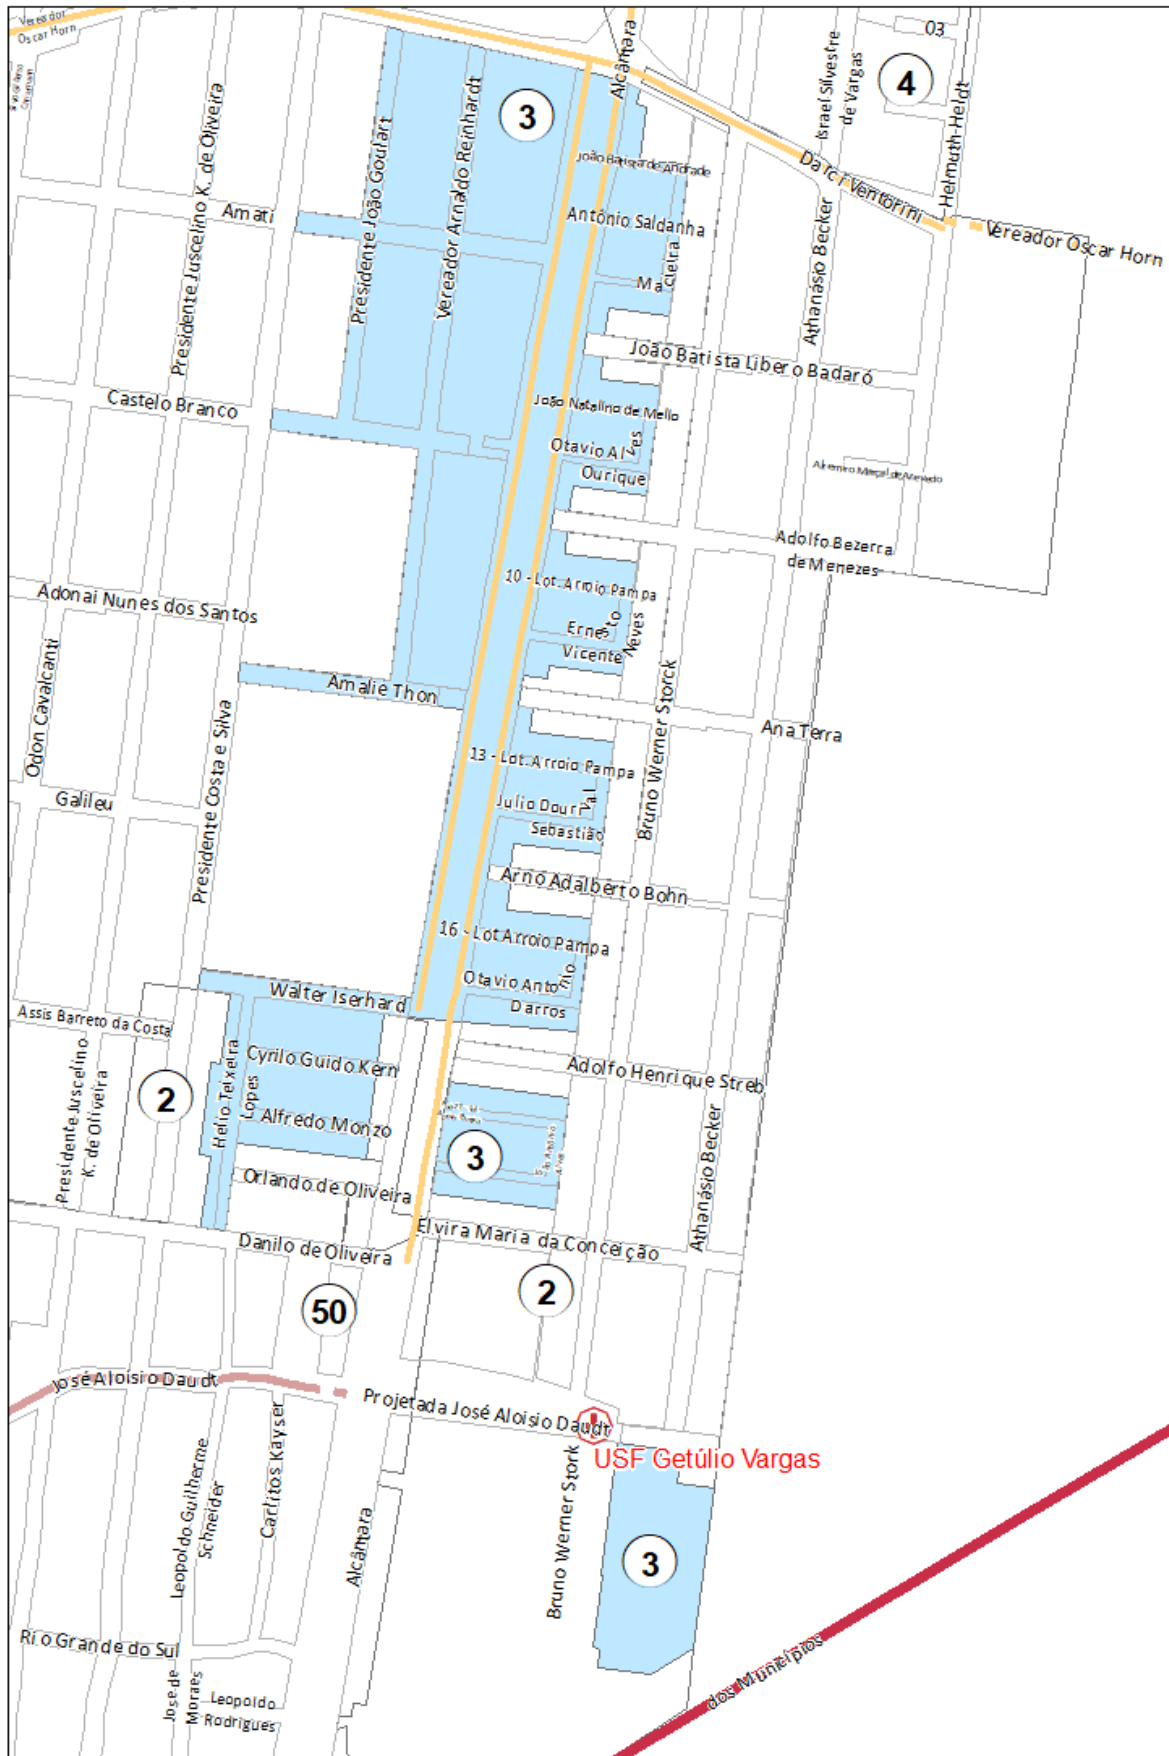 Vereador
Oscar Horn
Alcântara
03
4
3
Israel Silvestre
de Vargas
Helmuth-Heldt
Presidente Juscelino K. de Oliveira
Presidente João Goulart
Vereador Arnaldo Reinhardt
João Batista de Andrade
Darci Ventorini
Amati
Antônio Saldanha
Athanásio Becker
Vereador Oscar Horn
Ma cieira
João Batista Libero Badaró
Castelo Branco
João Natalino de Mello
Otavio Alves
Ourique
Adolfo Bezerra
de Menezes
10 - Lot. Arroio Pampa
Adonai Nunes dos Santos
Ernesto
Vicente Neves
Odon Cavalcanti
Amalie Thon
Bruno Werner Storck
Presidente Costa e Silva
Ana Terra
13 - Lot. Arroio Pampa
Galileu
Julio Dourival
Sebastião
Arno Adalberto Bohn
16 - Lot Arroio Pampa
Otavio Antonio
Darros
Walter Iserhard
Assis Barreto da Costa
Cyrilo Guido Kern
Adolfo Henrique Streb
Presidente Juscelino
K. de Oliveira
2
Helio Teixeira
Lopes
Alfredo Monzo
3
Athanásio Becker
Orlando de Oliveira
Elvira Maria da Conceição
Danilo de Oliveira
2
50
José Aloisio Daudt
Projetada José Aloisio Daudt
USF Getúlio Vargas
Leopoldo Guilherme
Schneider
Carlitos Kayser
Alcântara
Bruno Werner Stork
3
Rio Grande do Sul
Jose de
Moraes
Leopoldo
Rodrigues
dos Municípios